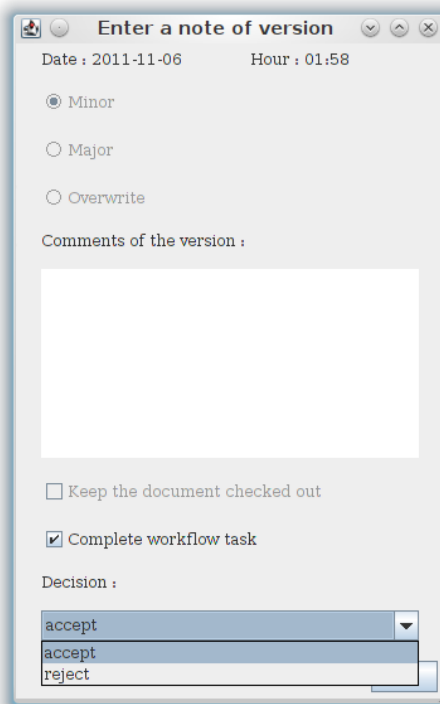 Enter a note of version
Date : 2011-11-06 Hour : 01:58
Minor
Major
Overwrite
Comments of the version :
Keep the document checked out
Complete workflow task
Decision :
accept
accept
reject